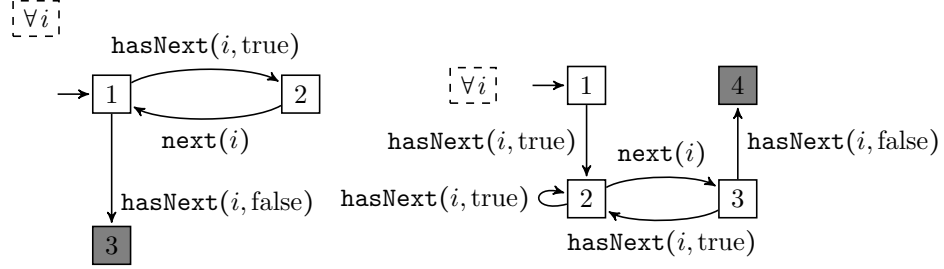 ∀i
hasNext(i, true)
1
2
next(i)
hasNext(i, false)
3
∀i
1
4
hasNext(i, true)
next(i)
hasNext(i, false)
hasNext(i, true)
2
3
hasNext(i, true)